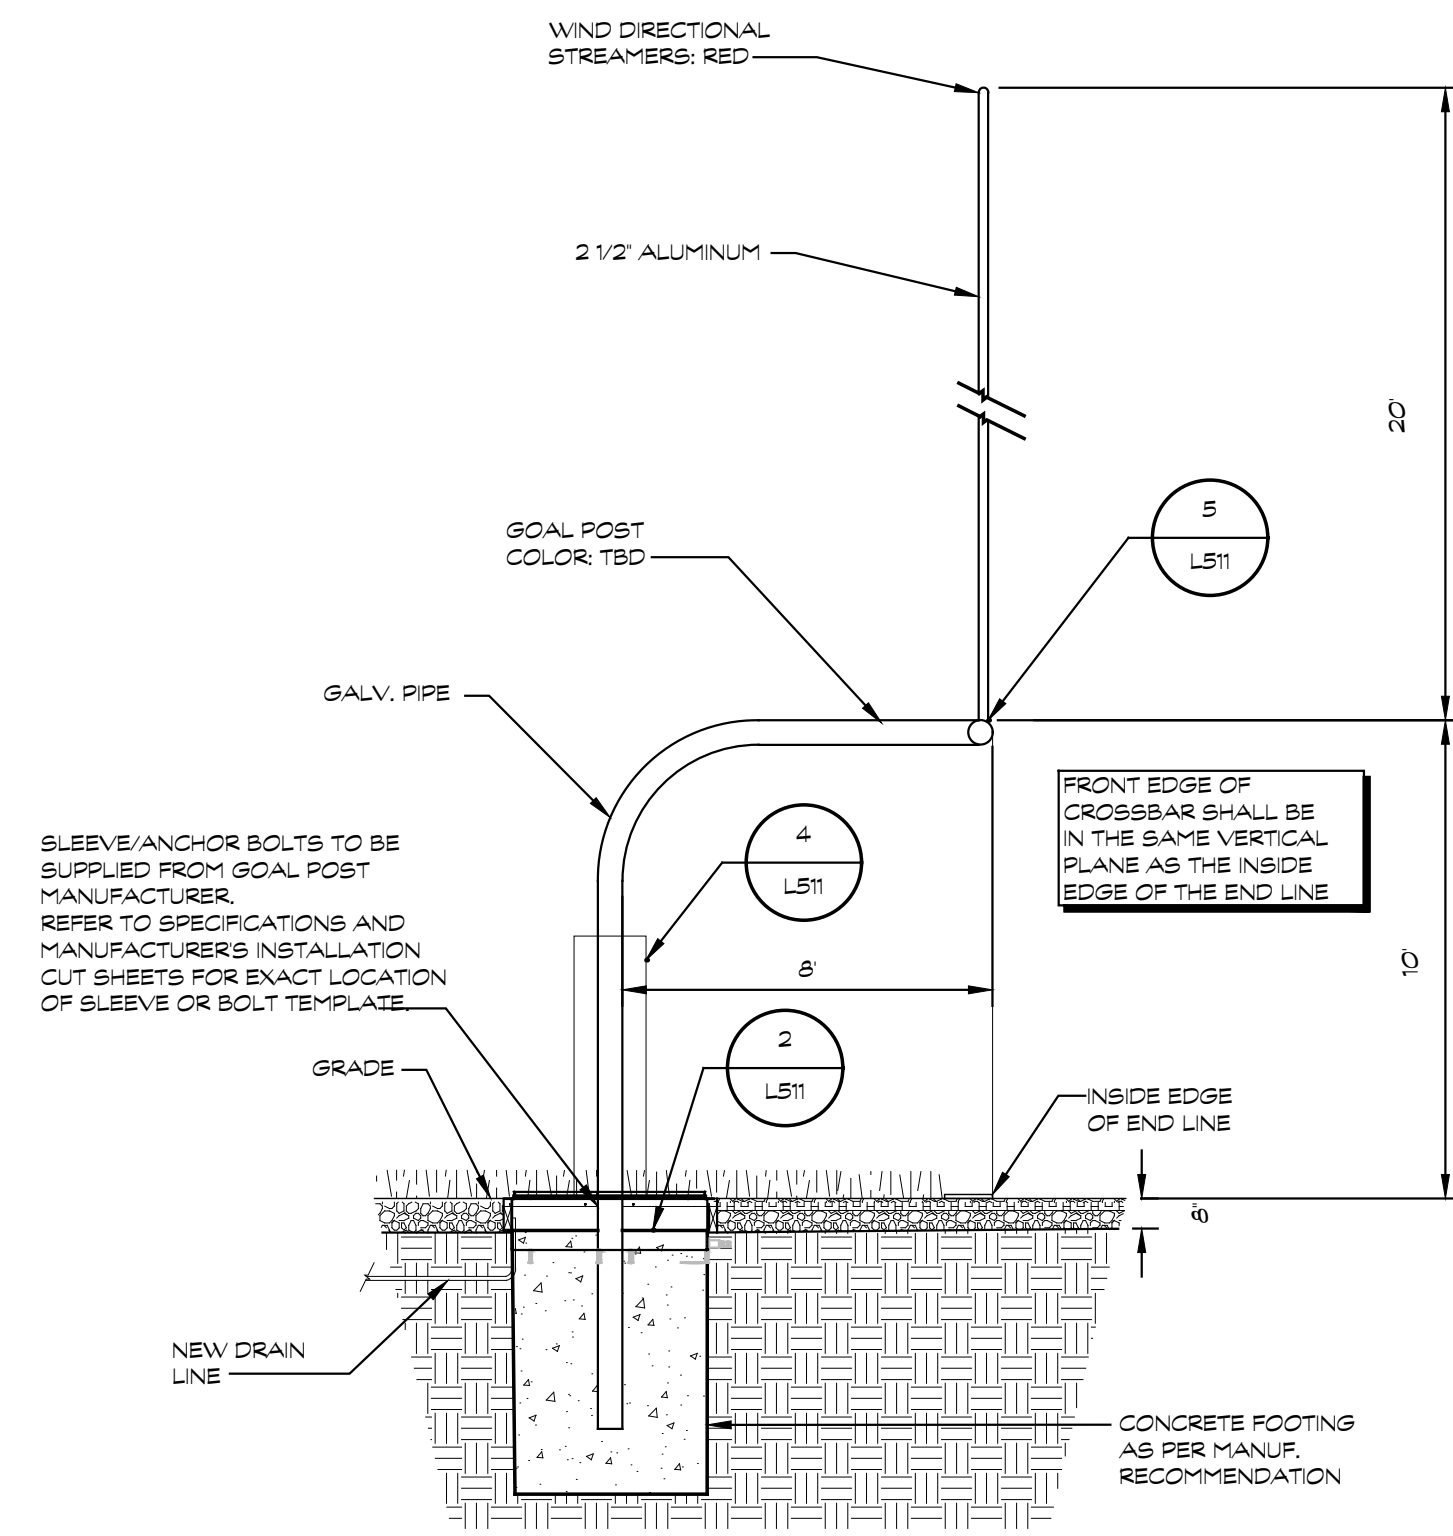 WIND DIRECTIONAL
STREAMERS: RED
2 1/2" ALUMINUM
20'
5
L511
GOAL POST
COLOR: TBD
GALV. PIPE
FRONT EDGE OF
CROSSBAR SHALL BE
IN THE SAME VERTICAL
PLANE AS THE INSIDE
EDGE OF THE END LINE
4
L511
SLEEVE/ANCHOR BOLTS TO BE
SUPPLIED FROM GOAL POST
MANUFACTURER.
REFER TO SPECIFICATIONS AND
MANUFACTURER'S INSTALLATION
CUT SHEETS FOR EXACT LOCATION
OF SLEEVE OR BOLT TEMPLATE.
8'
10'
2
L511
GRADE
INSIDE EDGE
OF END LINE
NEW DRAIN
LINE
CONCRETE FOOTING
AS PER MANUF.
RECOMMENDATION